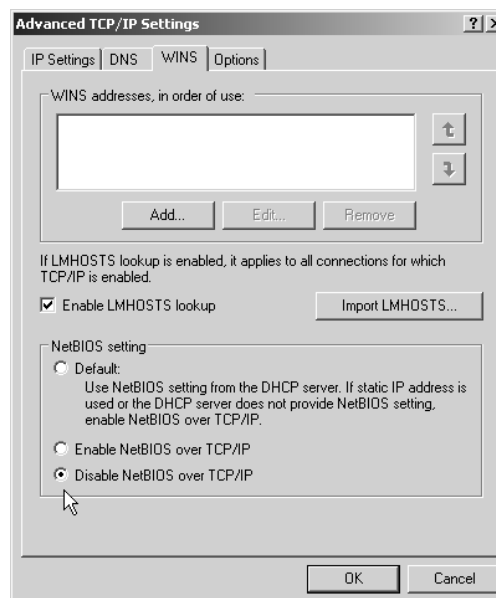 Advanced TCP/IP Settings
IP Settings DNS WINS Options
WINS addresses, in order of use:
Add... Edit... Remove
If LMHOSTS lookup is enabled, it applies to all connections for which
TCP/IP is enabled.
Enable LMHOSTS lookup Import LMHOSTS...
NetBIOS setting
Default:
Use NetBIOS setting from the DHCP server. If static IP address is
used or the DHCP server does not provide NetBIOS setting,
enable NetBIOS over TCP/IP.
Enable NetBIOS over TCP/IP
Disable NetBIOS over TCP/IP
OK Cancel